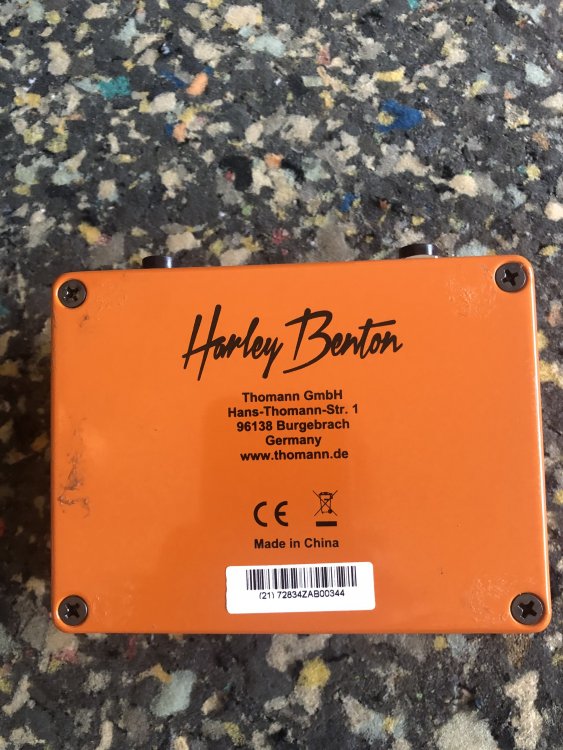 Harley Benton
Thomann GmbH
Hans-Thomann-Str. 1
96138 Burgebrach
Germany
www.thomann.de
CE
Made in China
(21) 72834ZAB00344